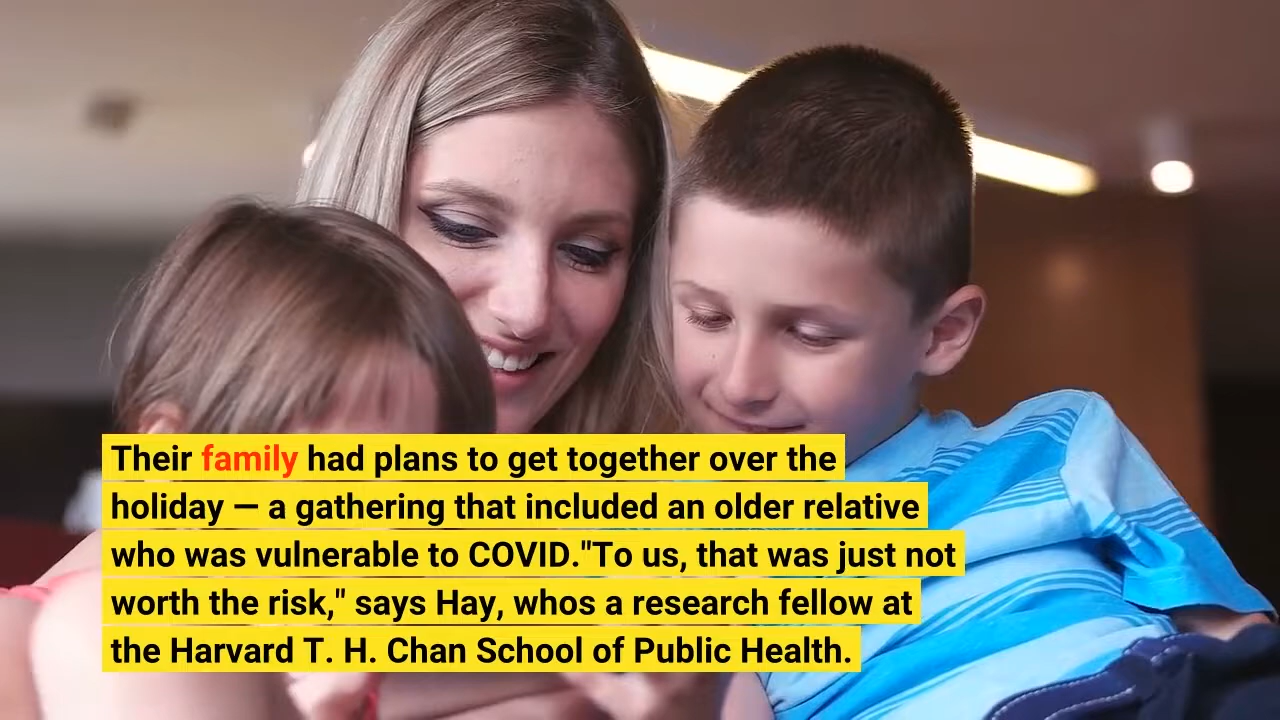 Their family had plans to get together over the
holiday — a gathering that included an older relative
who was vulnerable to COVID."To us, that was just not
worth the risk," says Hay, whos a research fellow at
the Harvard T. H. Chan School of Public Health.